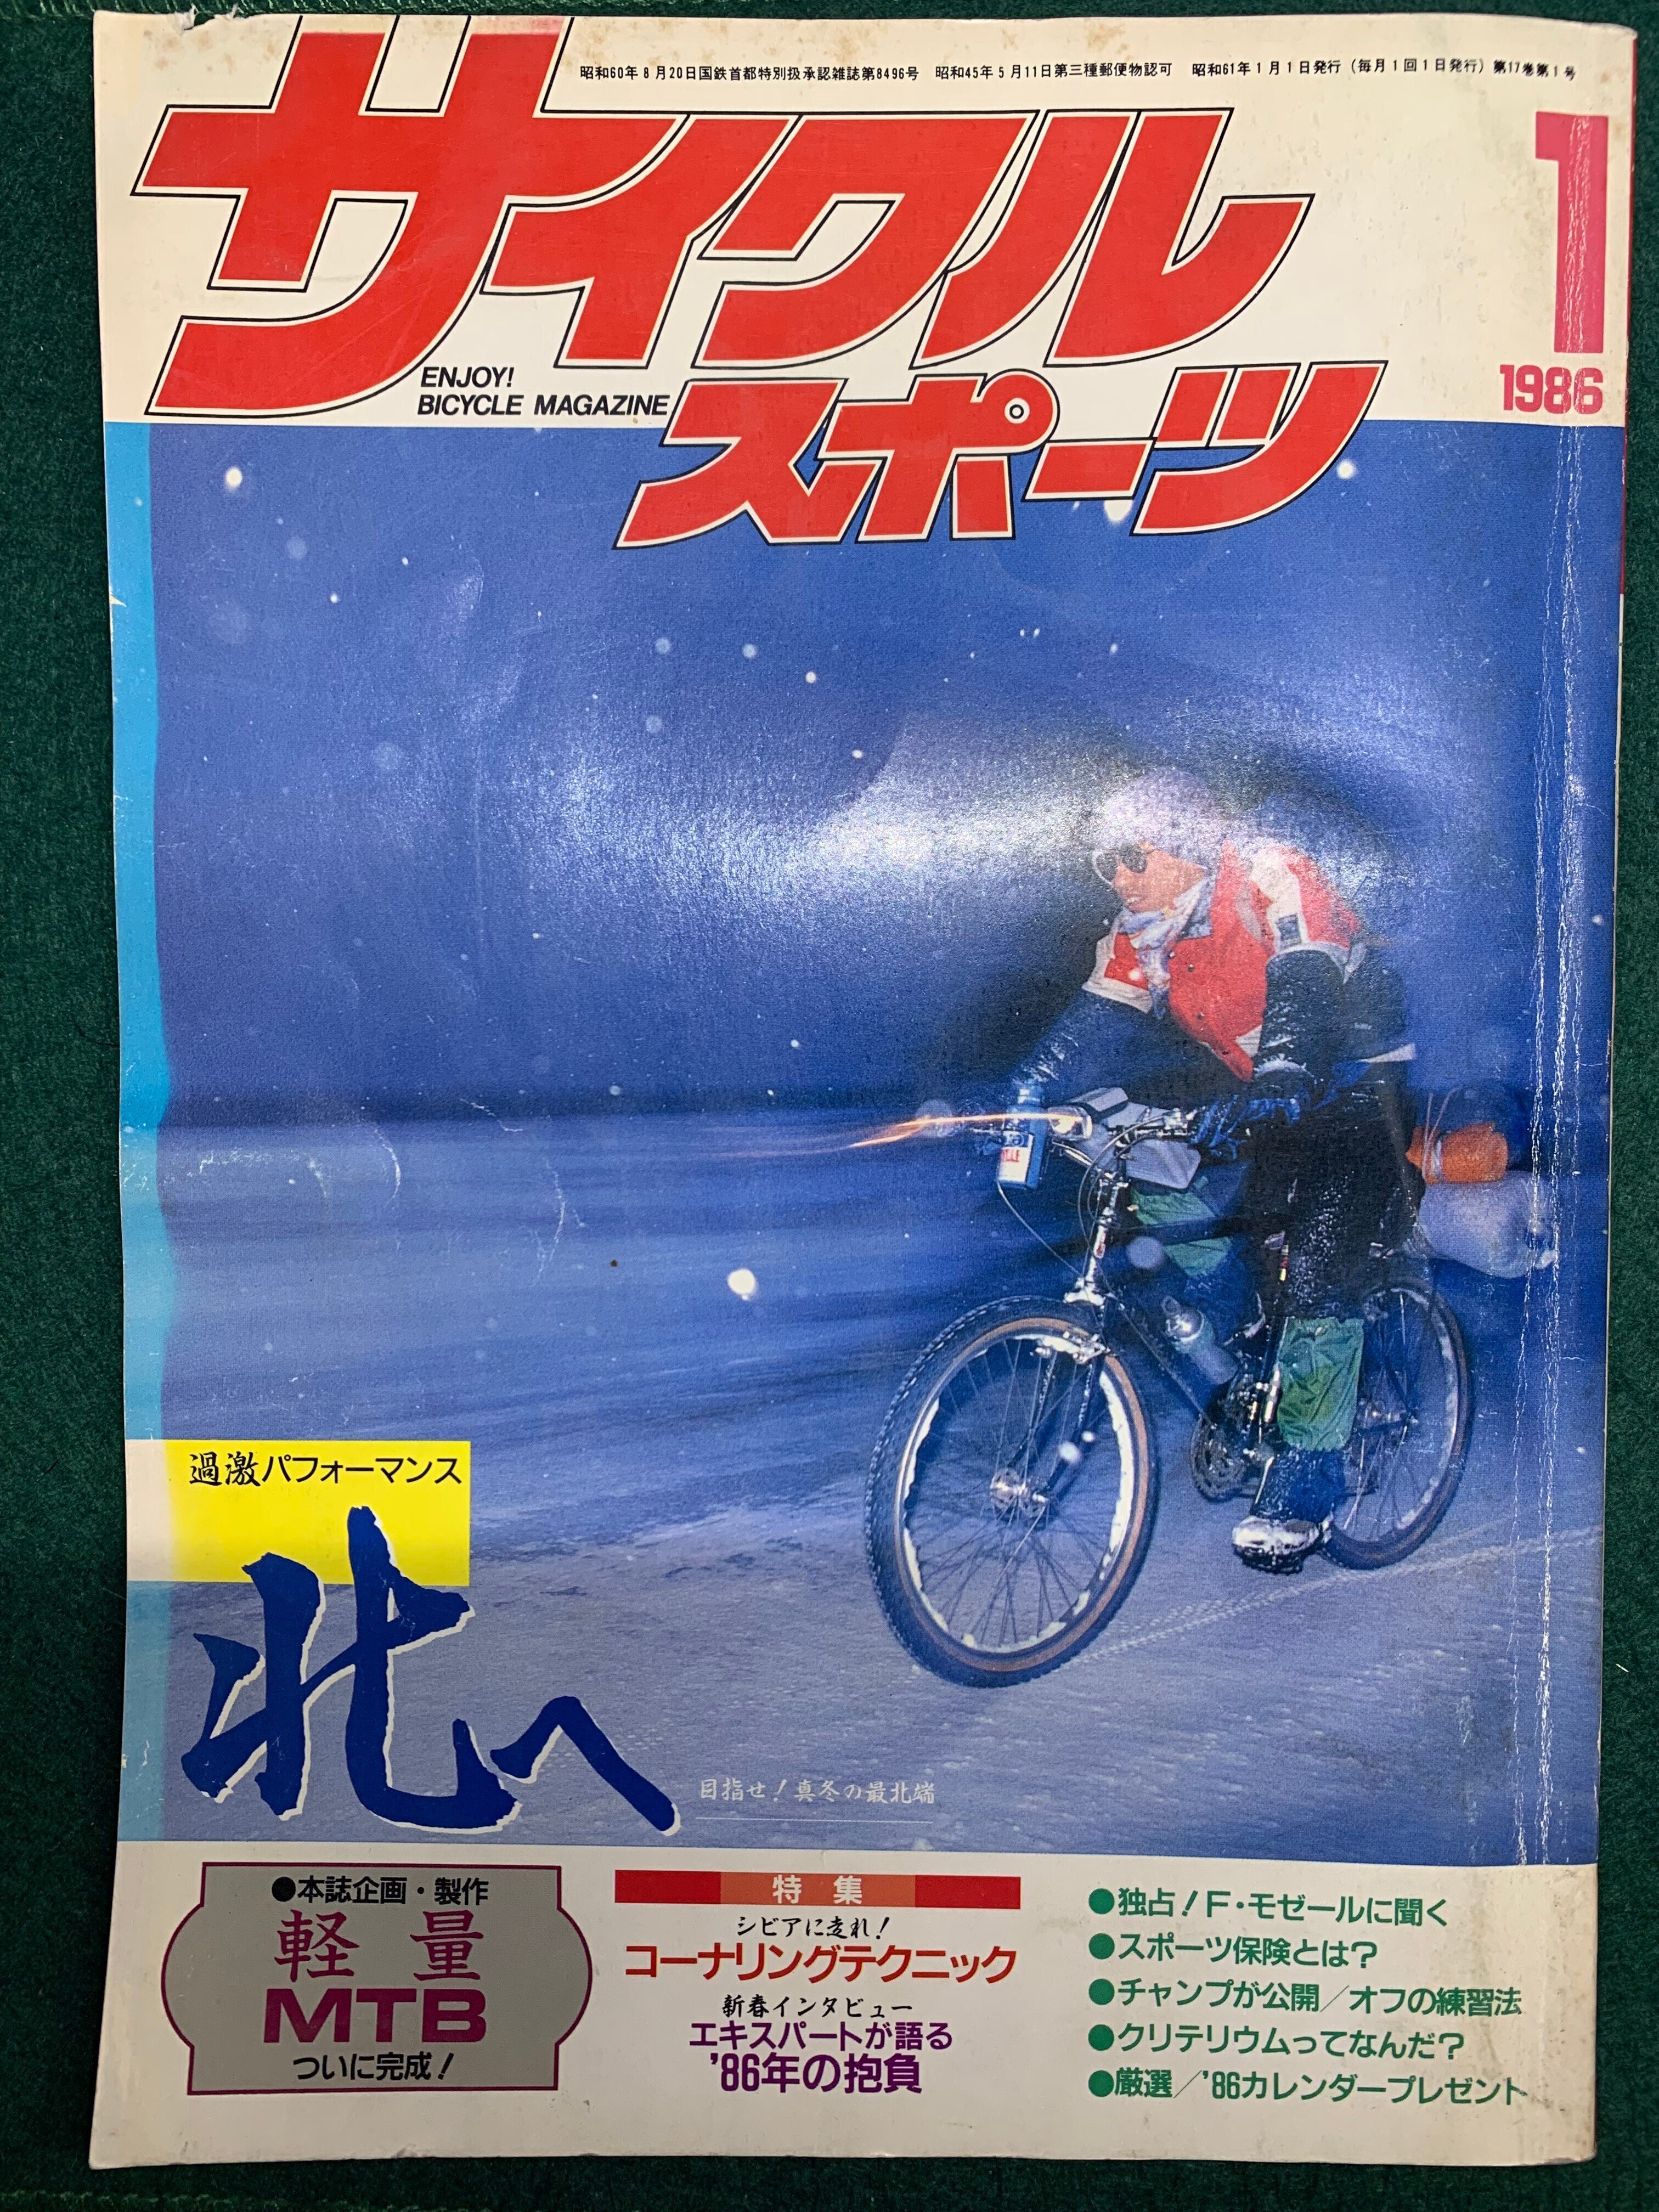 昭和60年8月20日国鉄首都特別扱承認雑誌第8496号 昭和45年5月11日第三種郵便物認可 昭和61年1月1日発行(毎月1回1日発行)第17巻第1号
サイクル
スポーツ
ENJOY!
BICYCLE MAGAZINE
1
1986
過激パフォーマンス
北へ
目指せ!真冬の最北端
●本誌企画・製作
軽量
MTB
ついに完成!
特集
シビアに走れ!
コーナリングテクニック
新春インタビュー
エキスパートが語る
'86年の抱負
●独占!F・モゼールに聞く
●スポーツ保険とは?
●チャンプが公開/オフの練習法
●クリテリウムってなんだ?
●厳選/'86カレンダープレゼント